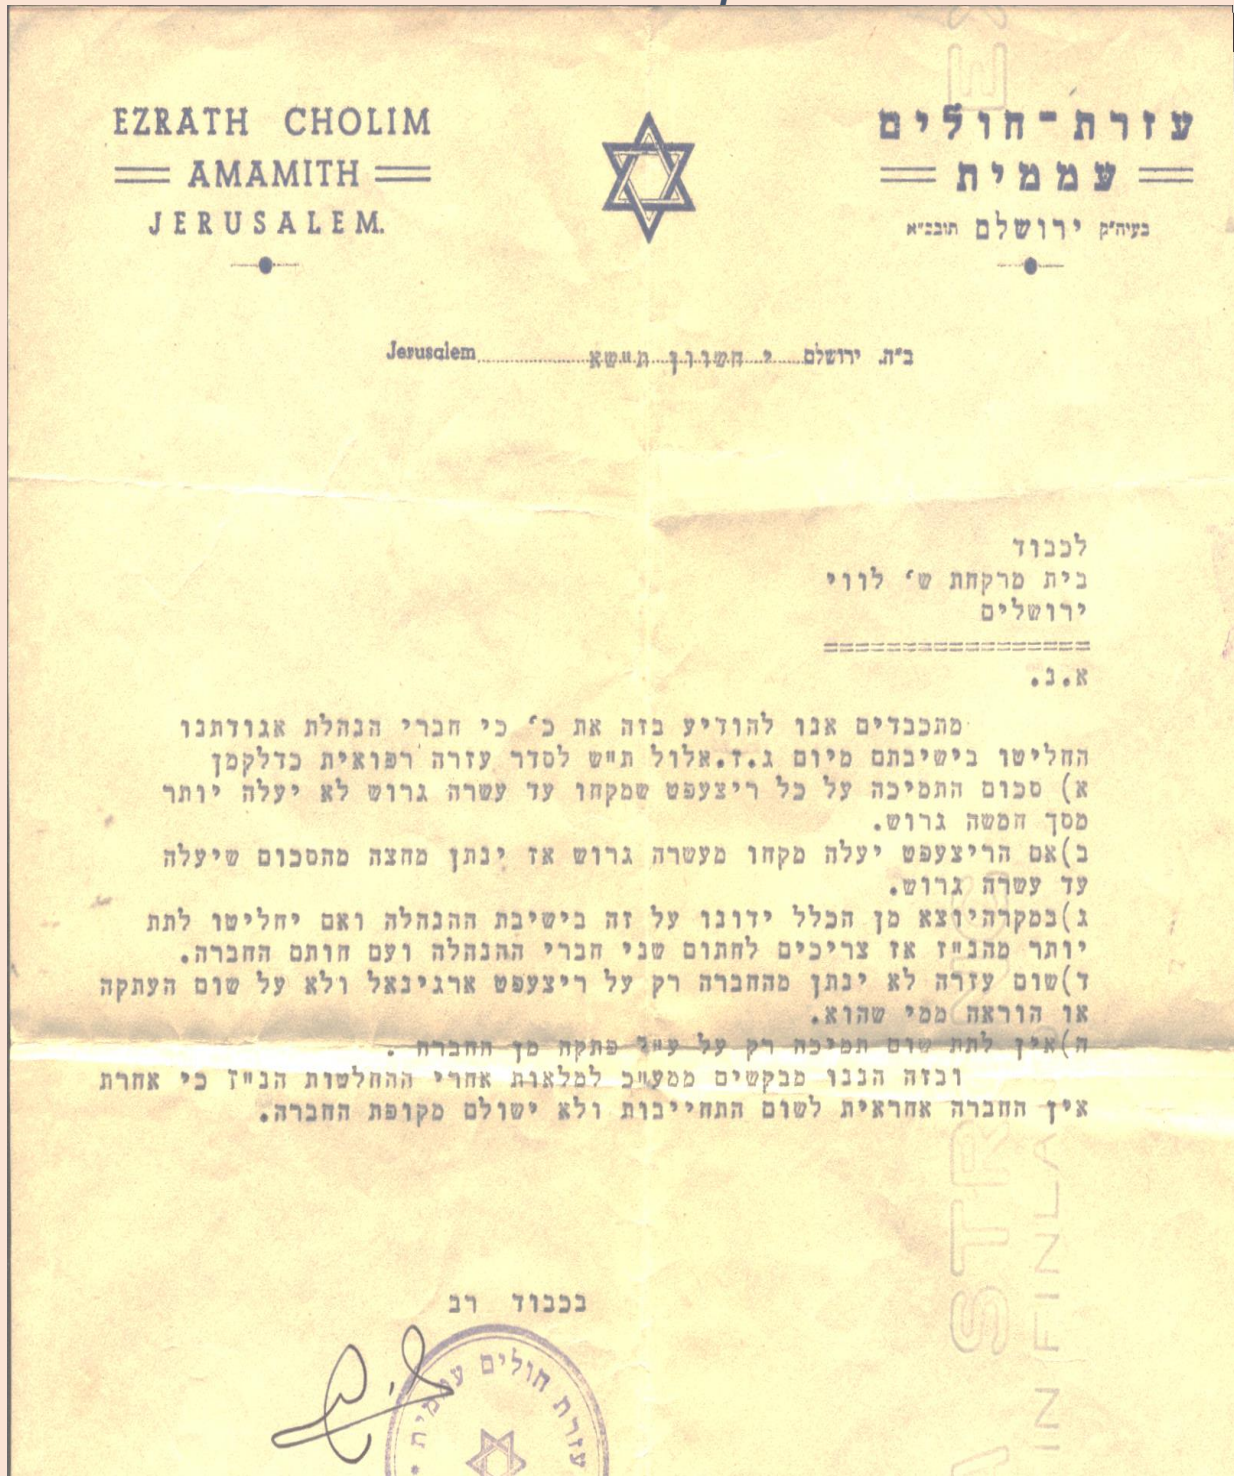 EZRATH CHOLIM
AMAMITH
JERUSALEM.
עזרת-חולים
עממית
בעיה"ק ירושלם תובב"א
ב"ה. ירושלם י חשוון ת"שא Jerusalem
לכבוד
בית מרקחת ש' לווי
ירושלים
=================
א.נ.
מתכבדים אנו להודיע בזה את כ' כי חברי הנהלת אגודתנו
החליטו בישיבתם מיום ג.ז.אלול ת"ש לסדר עזרה רפואית כדלקמן
א) סכום התמיכה על כל ריצעפט שמקחו עד עשרה גרוש לא יעלה יותר
מסך חמשה גרוש.
ב)אם הריצעפט יעלה מקחו מעשרה גרוש אז ינתן מחצה מהסכום שיעלה
עד עשרה גרוש.
ג)במקרהיוצא מן הכלל ידונו על זה בישיבת ההנהלה ואם יחליטו לתת
יותר מהנ"ז אז צריכים לחתום שני חברי ההנהלה ועם חותם החברה.
ד)שום עזרה לא ינתן מהחברה רק על ריצעפט ארגינאל ולא על שום העתקה
או הוראה ממי שהוא.
ה)אין לתת שום תמיכה רק על ע"י פתקה מן החברה .
ובזה הננו מבקשים ממע"כ למלאות אחרי ההחלטות הנ"ז כי אחרת
אין החברה אחראית לשום התחייבות ולא ישולם מקופת החברה.
בכבוד רב
עזרת חולים עממית
STR
IN FINLA